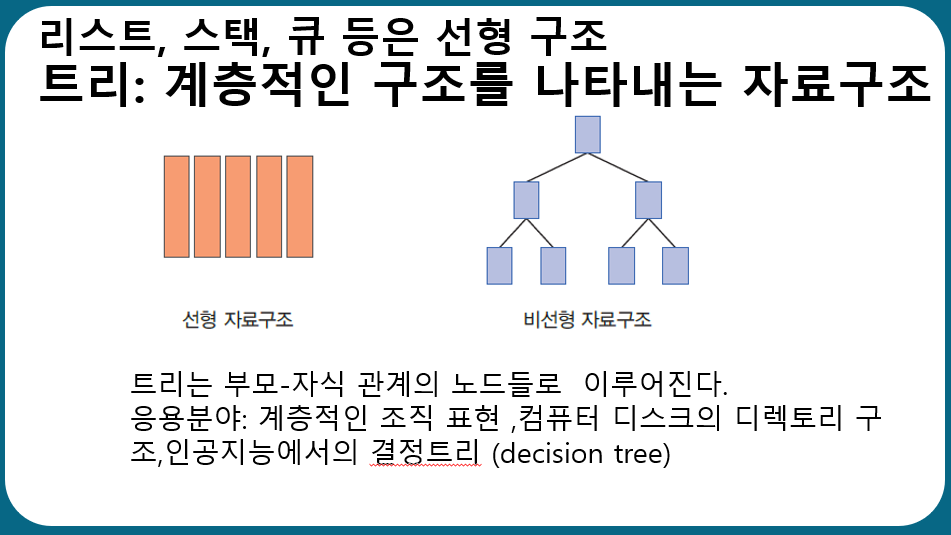 리스트, 스택, 큐 등은 선형 구조
트리: 계층적인 구조를 나타내는 자료구조
선형 자료구조
비선형 자료구조
트리는 부모-자식 관계의 노드들로  이루어진다.
응용분야: 계층적인 조직 표현 ,컴퓨터 디스크의 디렉토리 구
조,인공지능에서의 결정트리 (decision tree)